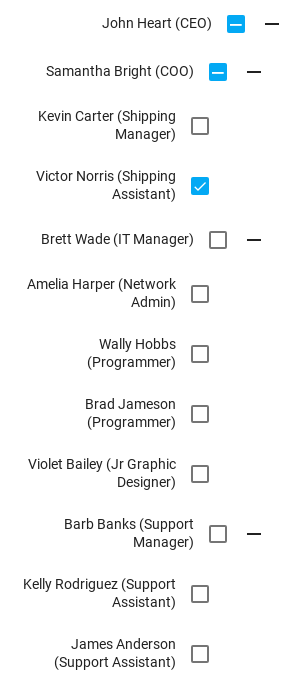 John Heart (CEO)
Samantha Bright (COO)
Kevin Carter (Shipping
Manager)
Victor Norris (Shipping
Assistant)
Brett Wade (IT Manager)
Amelia Harper (Network
Admin)
Wally Hobbs
(Programmer)
Brad Jameson
(Programmer)
Violet Bailey (Jr Graphic
Designer)
Barb Banks (Support
Manager)
Kelly Rodriguez (Support
Assistant)
James Anderson
(Support Assistant)